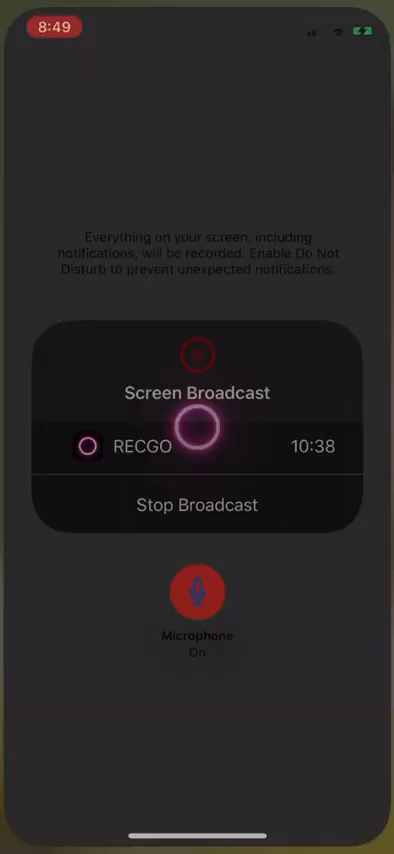 8:49
Everything on your screen, including
notifications, will be recorded. Enable Do Not
Disturb to prevent unexpected notifications.
Screen Broadcast
RECGO 10:38
Stop Broadcast
Microphone
On